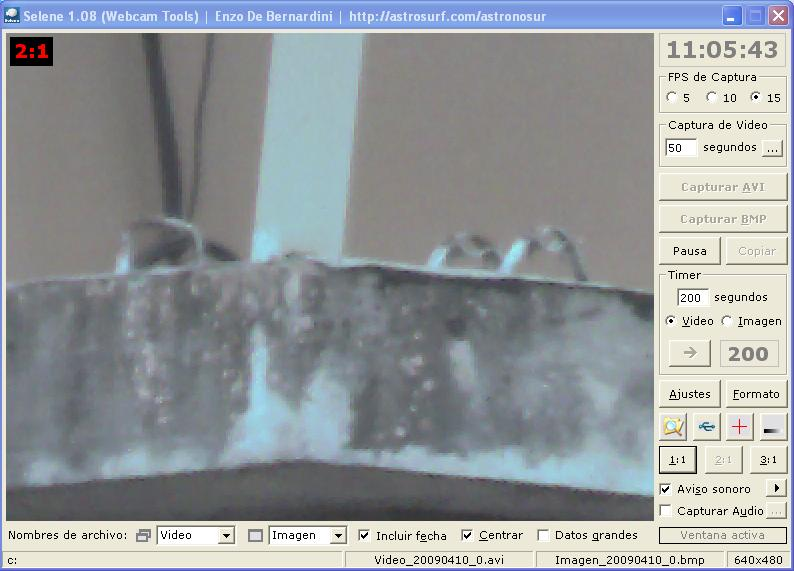 Selene 1.08 (Webcam Tools) | Enzo De Bernardini | http://astrosurf.com/astronosur
2:1
11:05:43
FPS de Captura
5 10 15
Captura de Video
50 segundos ...
Capturar AVI
Capturar BMP
Pausa Copiar
Timer
200 segundos
Video Imagen
200
Ajustes Formato
1:1 2:1 3:1
Aviso sonoro
Capturar Audio ...
Nombres de archivo: Video Imagen Incluir fecha Centrar Datos grandes Ventana activa
c: Video_20090410_0.avi Imagen_20090410_0.bmp 640x480